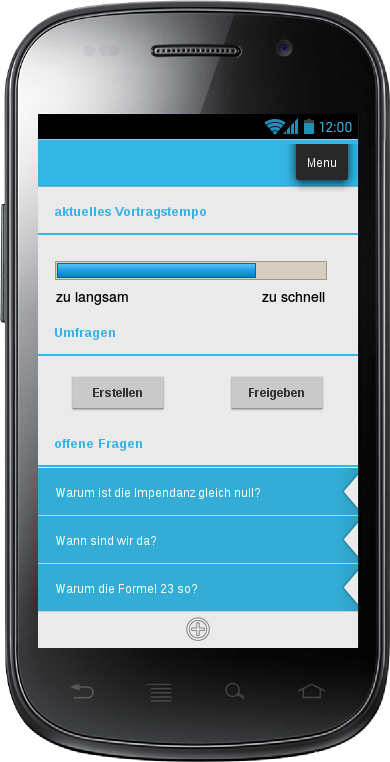 12:00
Menu
aktuelles Vortragstempo
zu langsam zu schnell
Umfragen
Erstellen Freigeben
offene Fragen
Warum ist die Impendanz gleich null?
Wann sind wir da?
Warum die Formel 23 so?